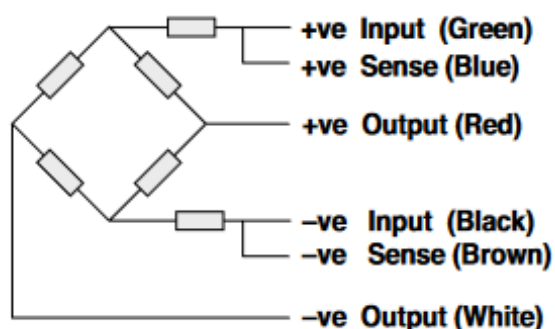 +ve Input (Green)
+ve Sense (Blue)
+ve Output (Red)
–ve Input (Black)
–ve Sense (Brown)
–ve Output (White)